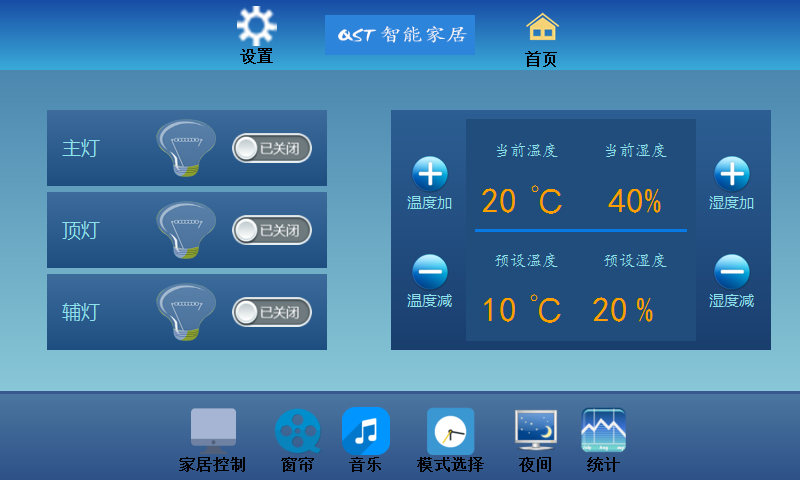 设置
QST 智能家居
首页
主灯
已关闭
顶灯
已关闭
辅灯
已关闭
温度加
温度减
当前温度
当前湿度
20 ℃
40%
预设温度
预设湿度
10 ℃
20 %
湿度加
湿度减
家居控制
窗帘
音乐
模式选择
夜间
统计